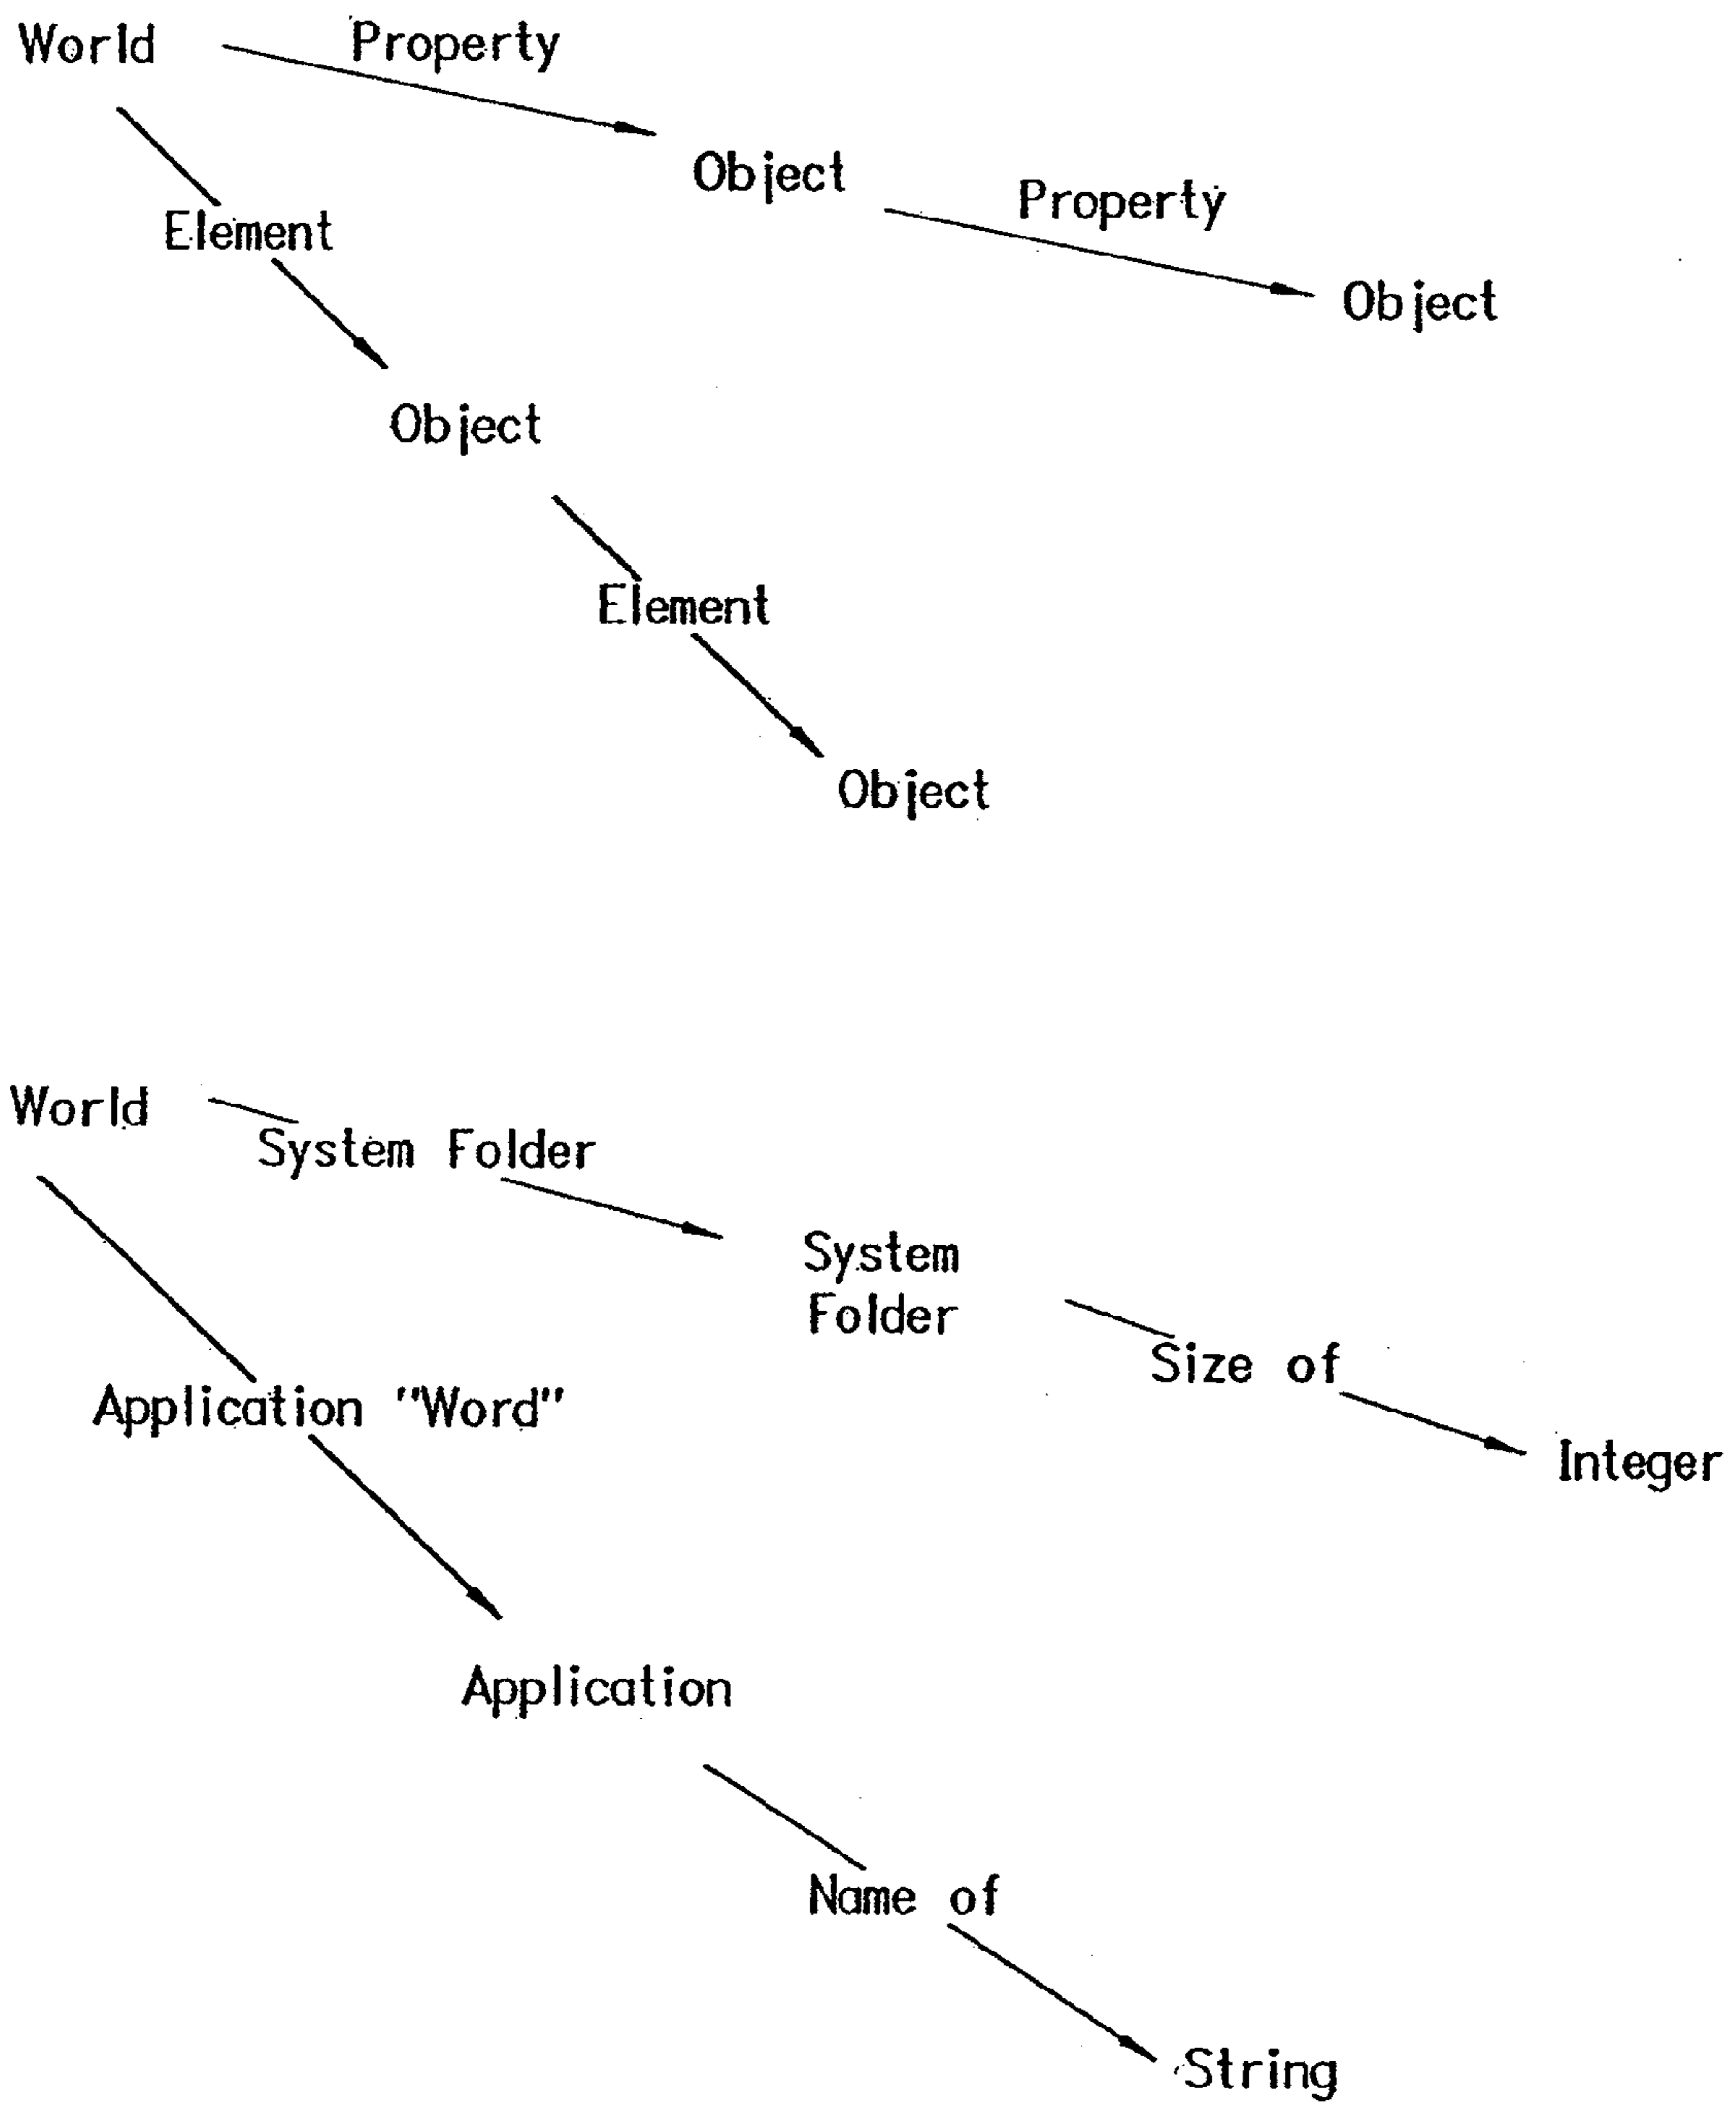 World
Property
Object
Property
Element
Object
Object
Element
Object
World
System Folder
System
Folder
Size of
Application "Word"
Integer
Application
Name of
String